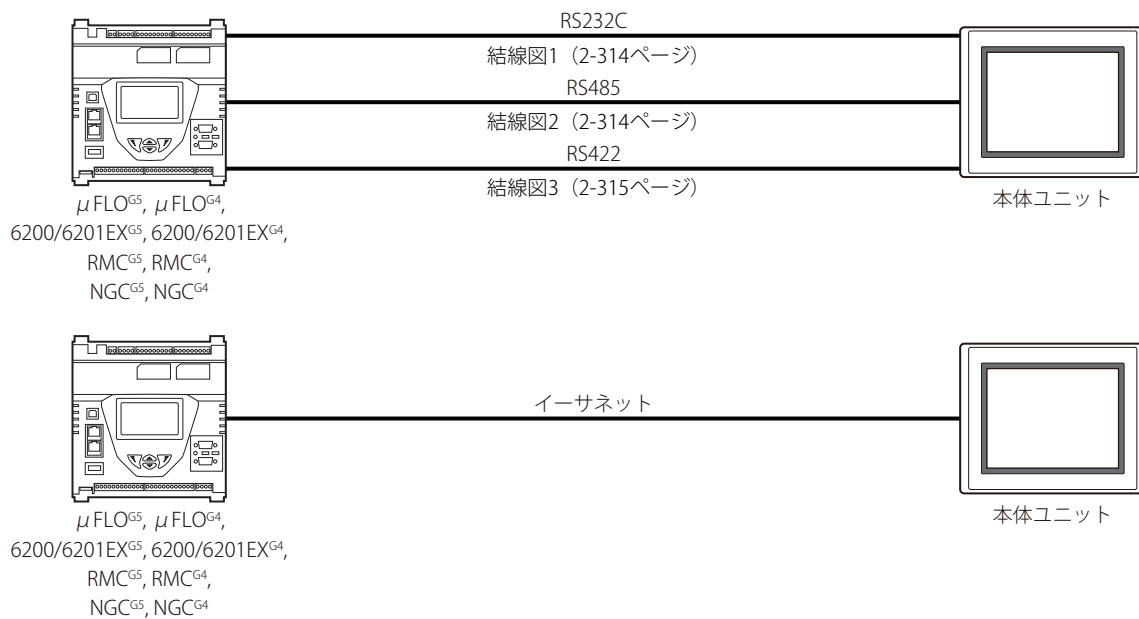 RS232C
結線図1（2-314ページ）
RS485
結線図2（2-314ページ）
RS422
結線図3（2-315ページ）
μFLOG5, μFLOG4,
6200/6201EXG5, 6200/6201EXG4,
RMCG5, RMCG4,
NGCG5, NGCG4
本体ユニット
イーサネット
μFLOG5, μFLOG4,
6200/6201EXG5, 6200/6201EXG4,
RMCG5, RMCG4,
NGCG5, NGCG4
本体ユニット